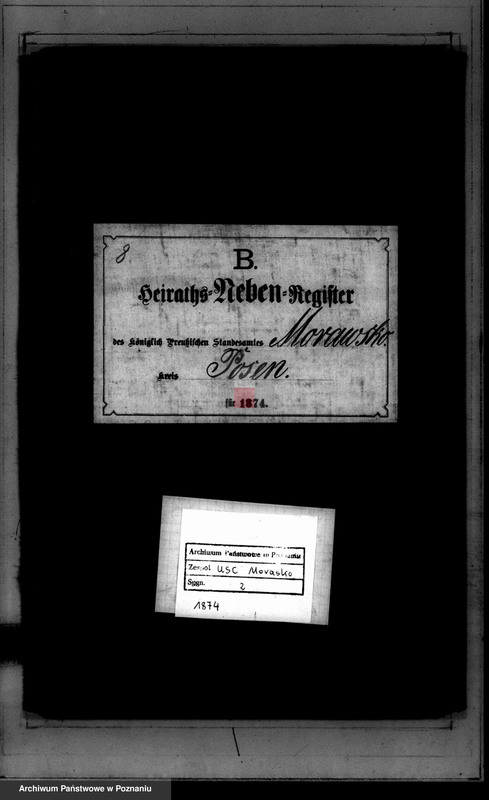 8.
B.
Heiraths-Neben-Register
des Königlich Preußischen Standesamtes Morawsko.
Kreis Posen.
für 1874.
Archiwum Państwowe w Poznaniu
Zespół USC Morasko
Sygn. 2
1874
Archiwum Państwowe w Poznaniu